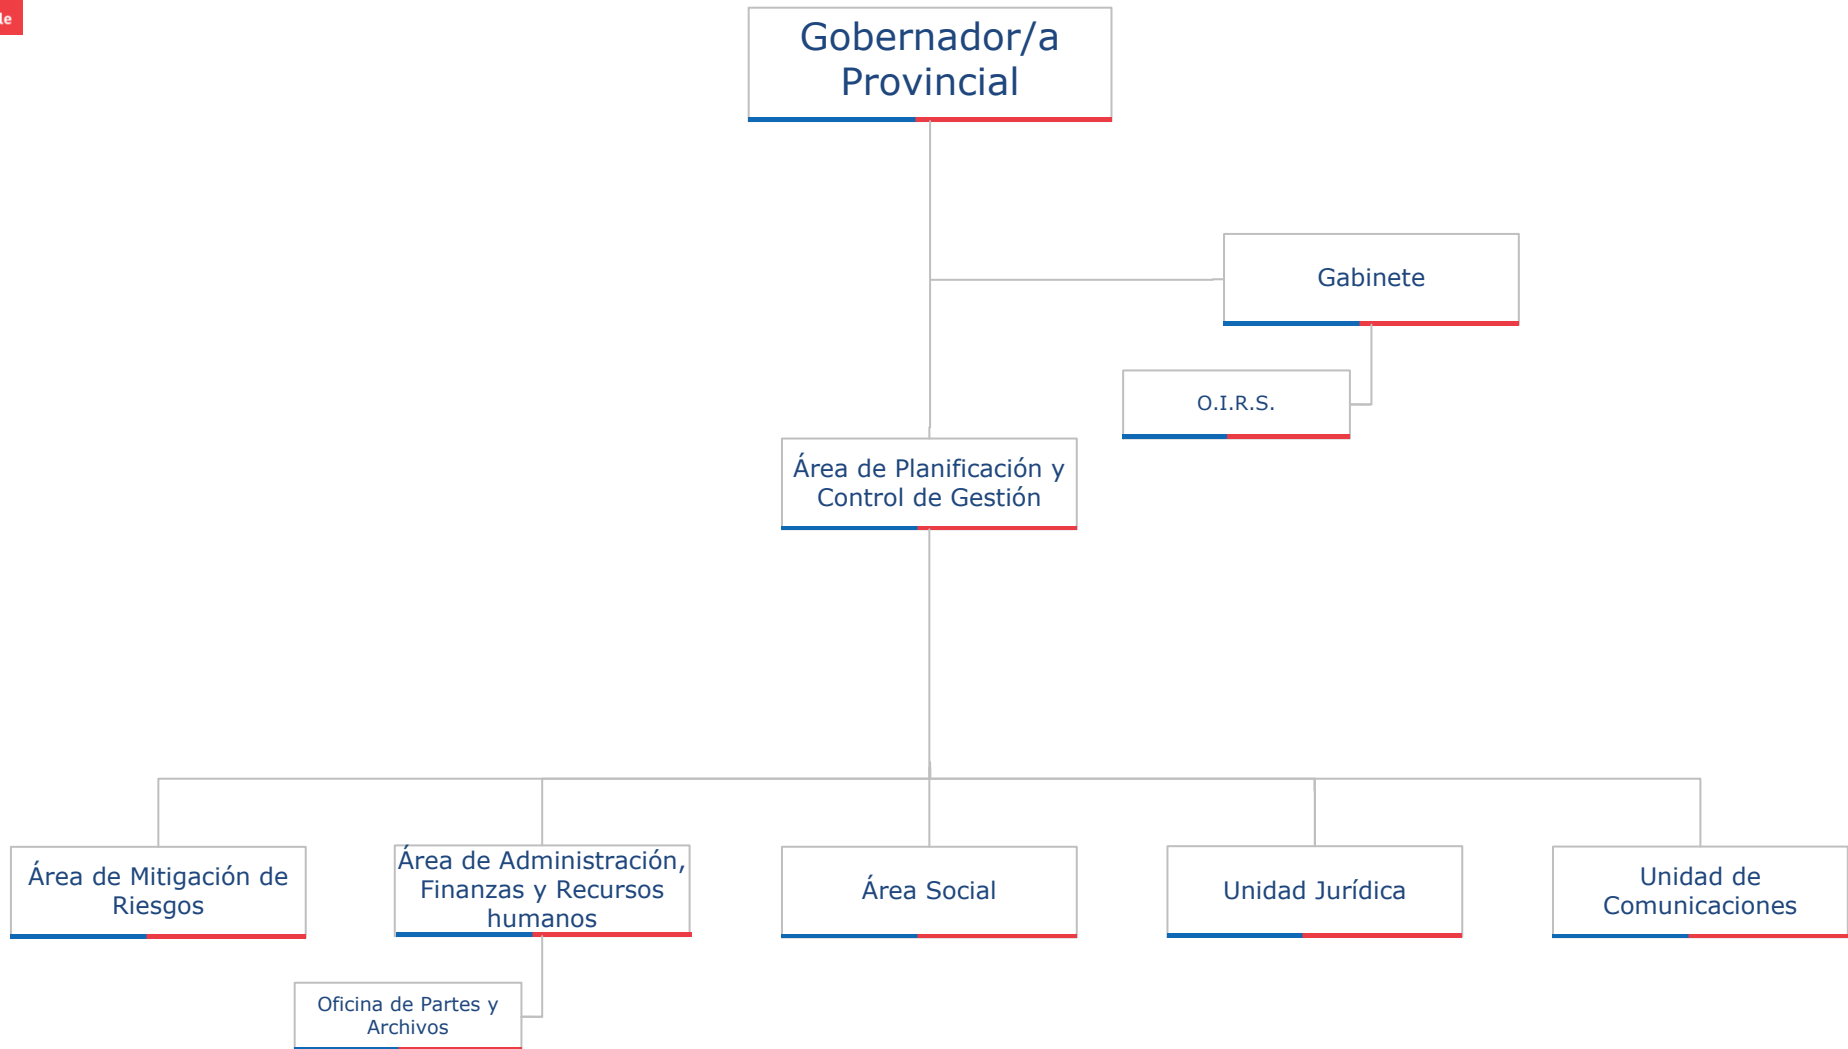 le
Gobernador/a
Provincial
Gabinete
O.I.R.S.
Área de Planificación y
Control de Gestión
Área de Mitigación de
Riesgos
Área de Administración,
Finanzas y Recursos
humanos
Área Social
Unidad Jurídica
Unidad de
Comunicaciones
Oficina de Partes y
Archivos